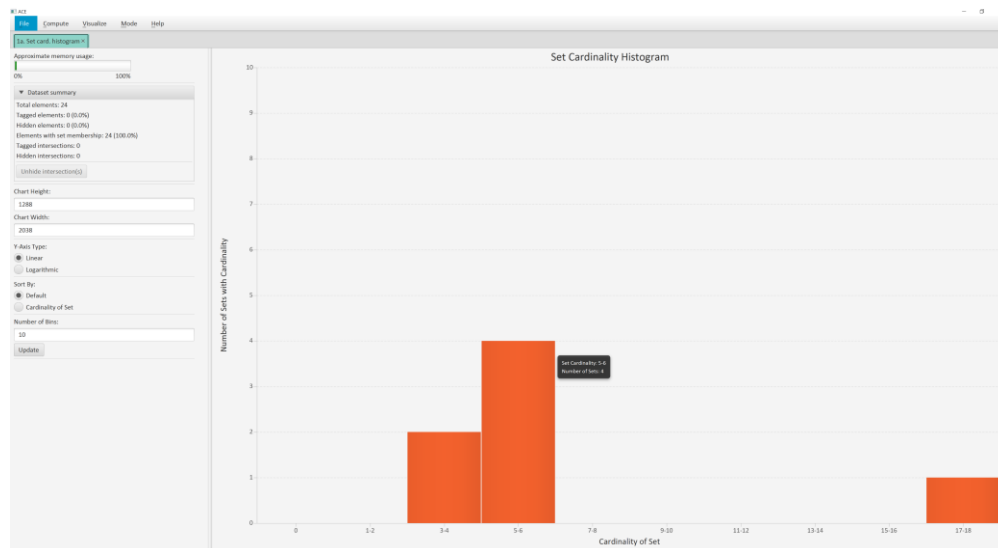 ACE
File Compute Visualize Mode Help
1a. Set card. histogram ×
Approximate memory usage:
0% 100%
Dataset summary
Total elements: 24
Tagged elements: 0 (0.0%)
Hidden elements: 0 (0.0%)
Elements with set membership: 24 (100.0%)
Tagged intersections: 0
Hidden intersections: 0
Unhide intersection(s)
Chart Height:
1288
Chart Width:
2038
Y-Axis Type:
Linear
Logarithmic
Sort By:
Default
Cardinality of Set
Number of Bins:
10
Update
Set Cardinality Histogram
Number of Sets with Cardinality
10
9
8
7
6
5
4
3
2
1
0
Set Cardinality: 5-6
Number of Sets: 4
0 1-2 3-4 5-6 7-8 9-10 11-12 13-14 15-16 17-18
Cardinality of Set